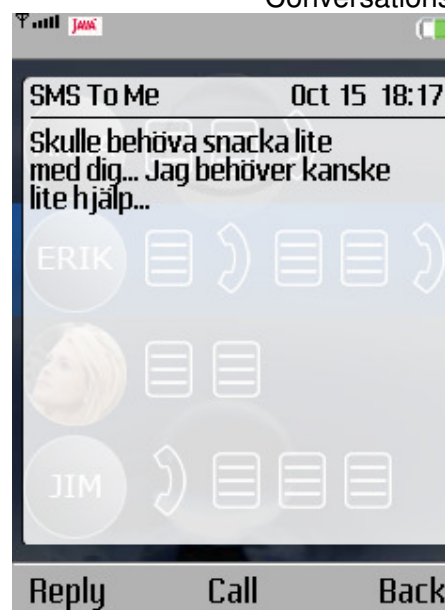 Conversations
JAVA
SMS To Me Oct 15 18:17
Skulle behöva snacka lite
med dig... Jag behöver kanske
lite hjälp...
ERIK
JIM
Reply Call Back